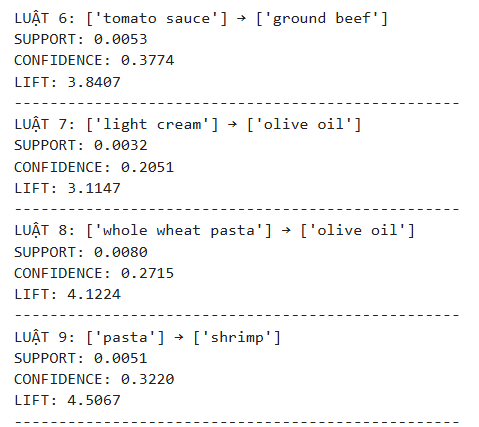 LUẬT 6: ['tomato sauce'] → ['ground beef']
SUPPORT: 0.0053
CONFIDENCE: 0.3774
LIFT: 3.8407
--------------------------------------------------
LUẬT 7: ['light cream'] → ['olive oil']
SUPPORT: 0.0032
CONFIDENCE: 0.2051
LIFT: 3.1147
--------------------------------------------------
LUẬT 8: ['whole wheat pasta'] → ['olive oil']
SUPPORT: 0.0080
CONFIDENCE: 0.2715
LIFT: 4.1224
--------------------------------------------------
LUẬT 9: ['pasta'] → ['shrimp']
SUPPORT: 0.0051
CONFIDENCE: 0.3220
LIFT: 4.5067
--------------------------------------------------